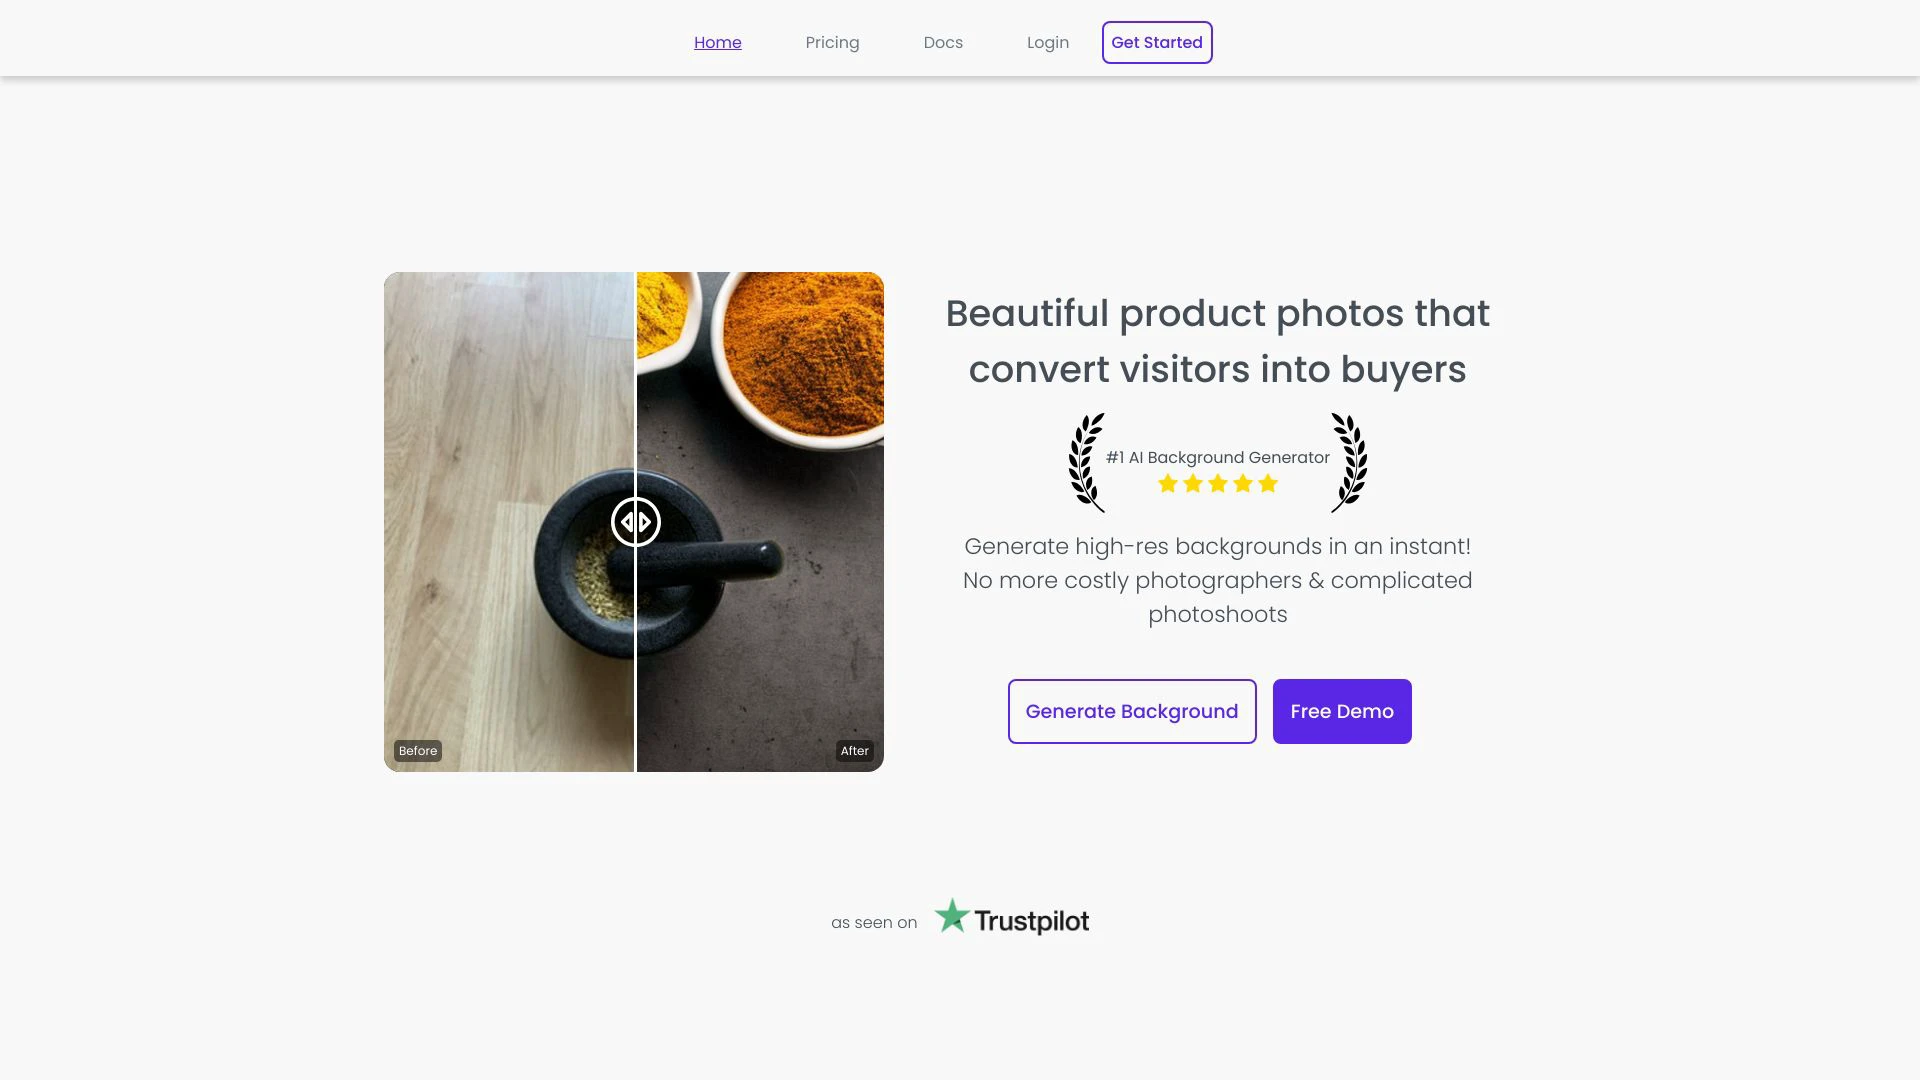 Home
Pricing
Docs
Login
Get Started
Beautiful product photos that
convert visitors into buyers
#1 AI Background Generator
Generate high-res backgrounds in an instant!
No more costly photographers & complicated
photoshoots
Generate Background
Free Demo
Before
After
as seen on
Trustpilot